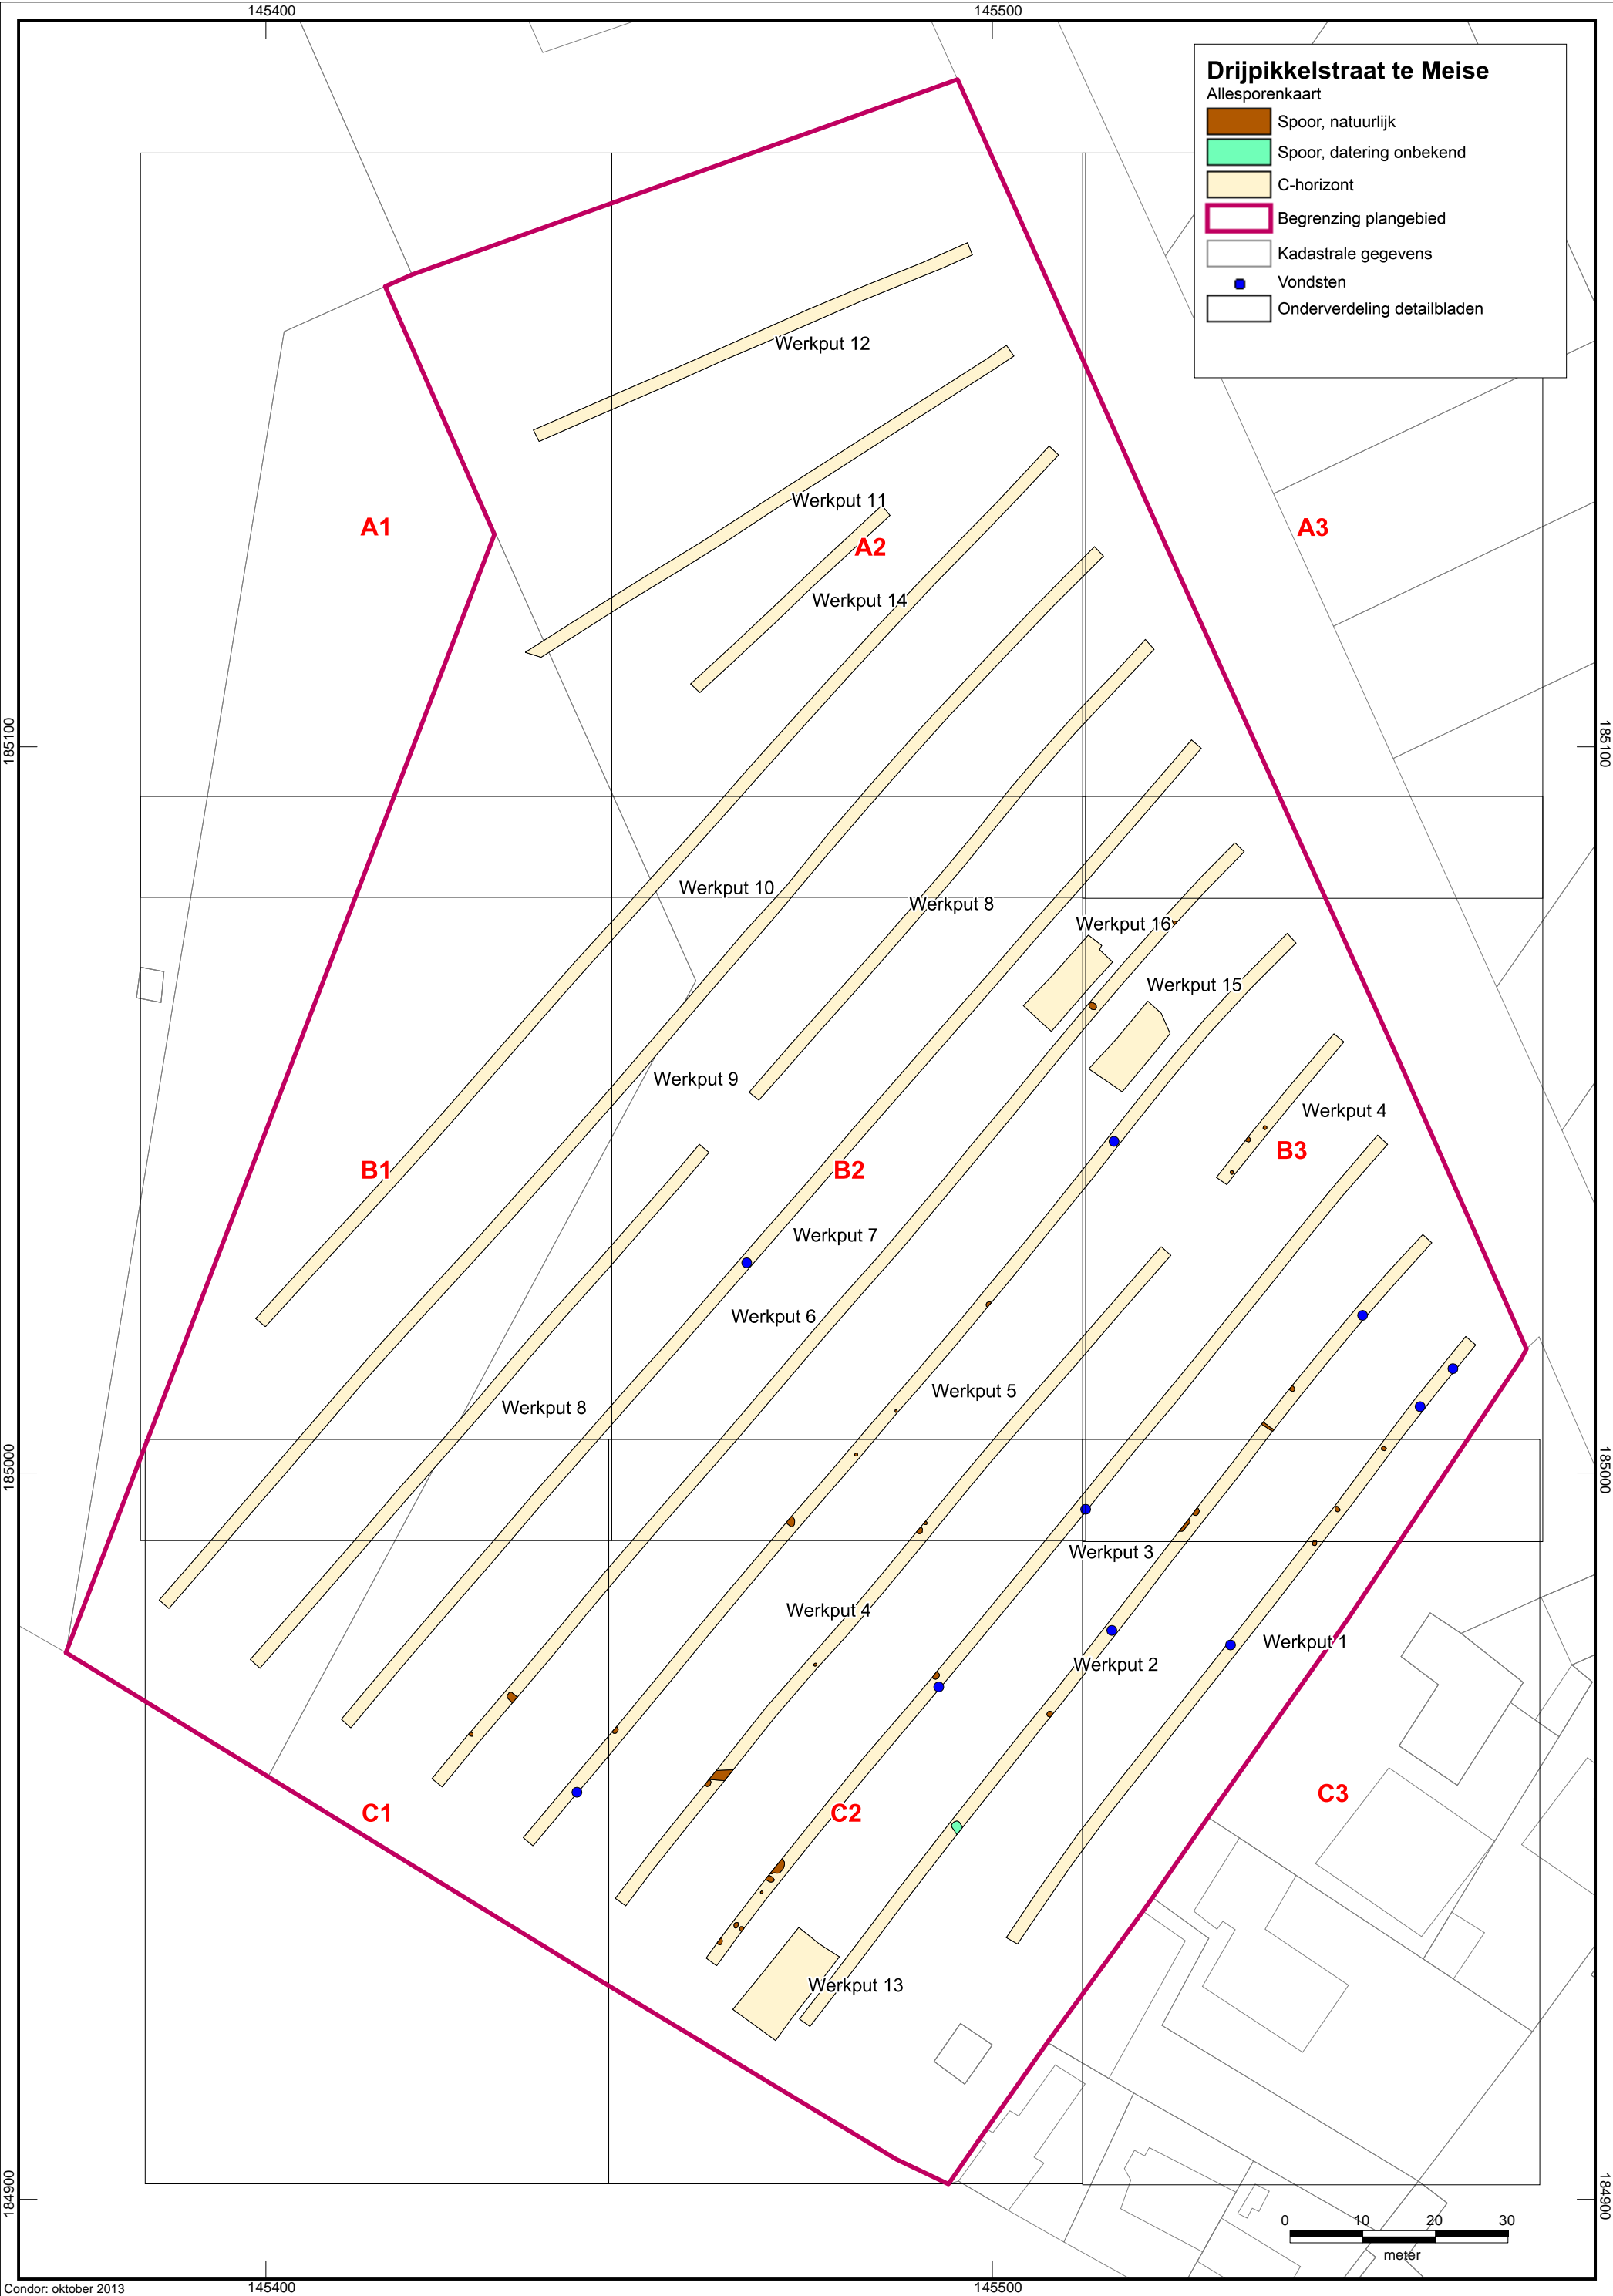 145400
145500
Drijpikkelstraat te Meise
Allesporenkaart
Spoor, natuurlijk
Spoor, datering onbekend
C-horizont
Begrenzing plangebied
Kadastrale gegevens
Vondsten
Onderverdeling detailbladen
Werkput 12
Werkput 11
A1
A3
A2
Werkput 14
185100
185100
Werkput 10
Werkput 8
Werkput 16
Werkput 15
Werkput 9
Werkput 4
B3
B1
B2
Werkput 7
Werkput 6
Werkput 5
Werkput 8
185000
185000
Werkput 3
Werkput 4
Werkput 1
Werkput 2
C3
C1
C2
Werkput 13
184900
184900
0 10 20 30
meter
Condor: oktober 2013
145400
145500